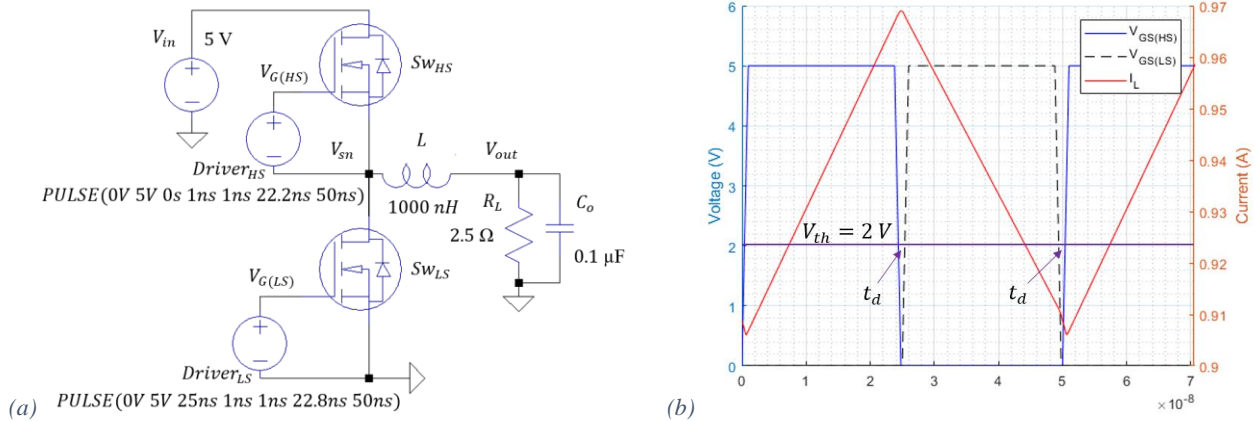 V_in
5 V
V_G(HS)
Sw_HS
Driver_HS
PULSE(0V 5V 0s 1ns 1ns 22.2ns 50ns)
V_sn
L
1000 nH
V_out
R_L
2.5 Ω
C_o
0.1 μF
V_G(LS)
Sw_LS
Driver_LS
PULSE(0V 5V 25ns 1ns 1ns 22.8ns 50ns)
(a)
Voltage (V)
6
5
4
3
2
1
0
V_GS(HS)
V_GS(LS)
I_L
V_th = 2 V
t_d
t_d
0.97
0.96
0.95
0.94
0.93
0.92
0.91
0.9
Current (A)
0 1 2 3 4 5 6 7
×10^-8
(b)